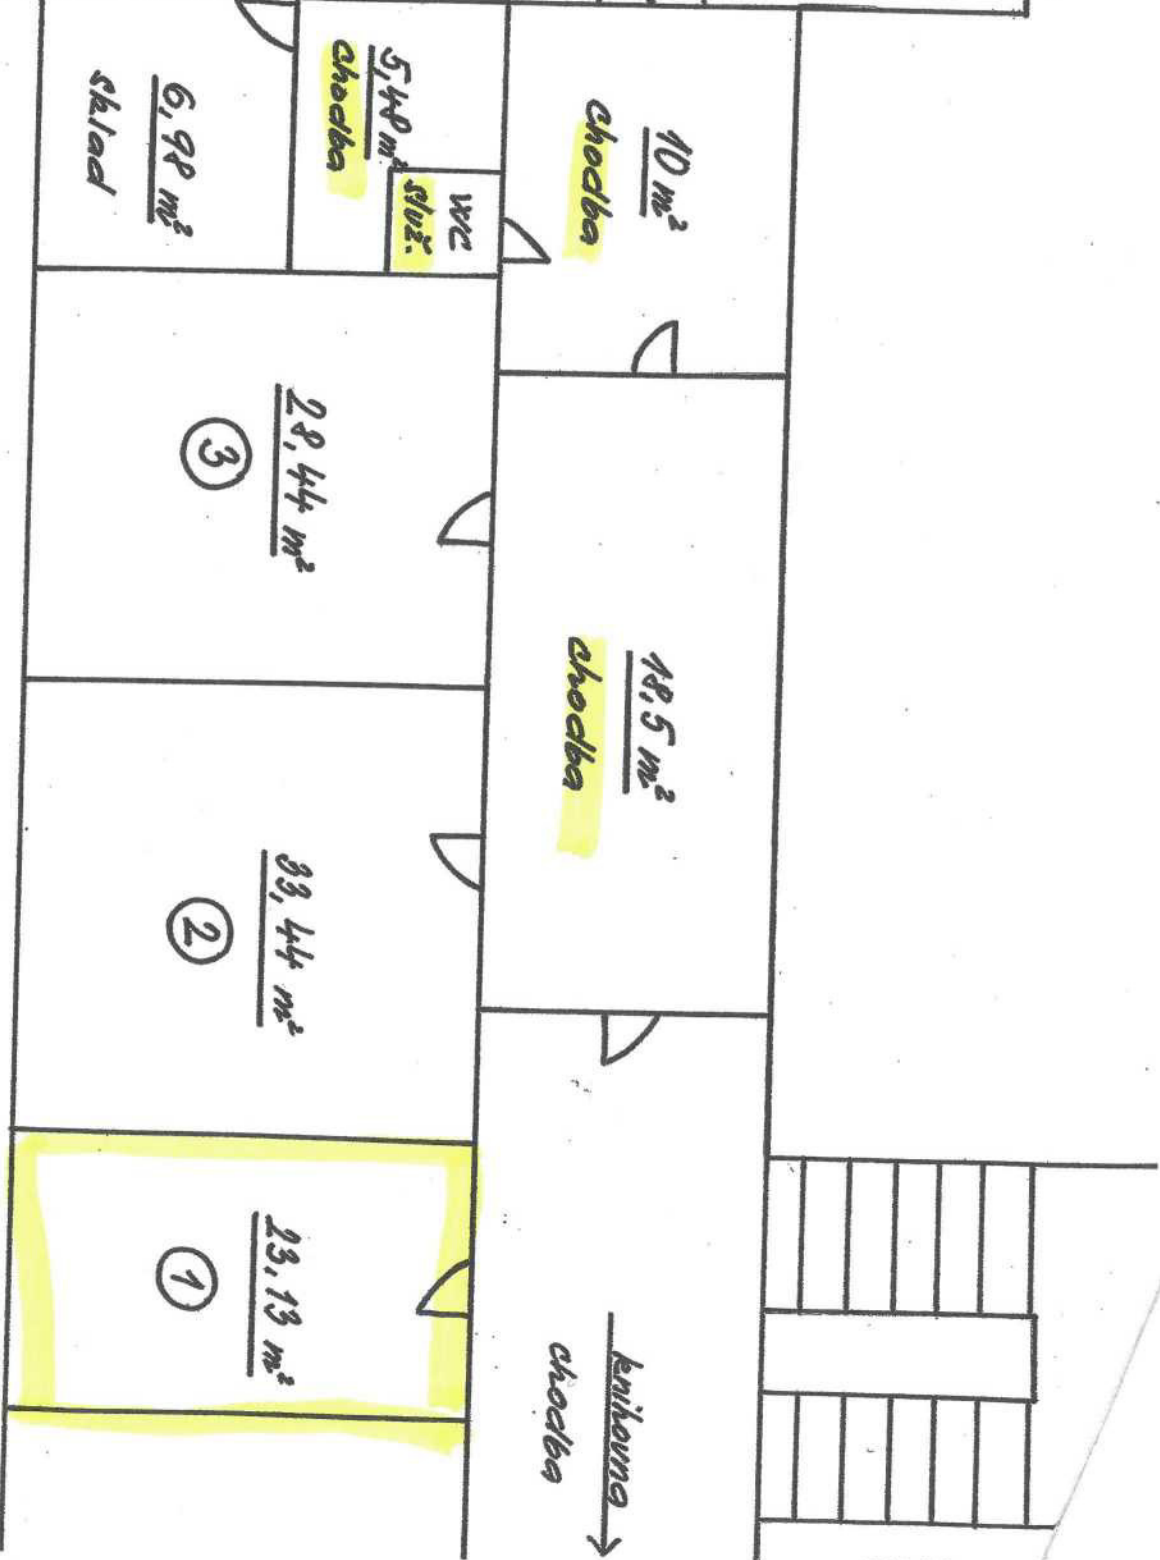 6,98 m²
sklad
5,48 m²
chodba
WC
služ.
10 m²
chodba
28,44 m²
3
18,5 m²
chodba
33,44 m²
2
23,13 m²
1
knihovna
chodba